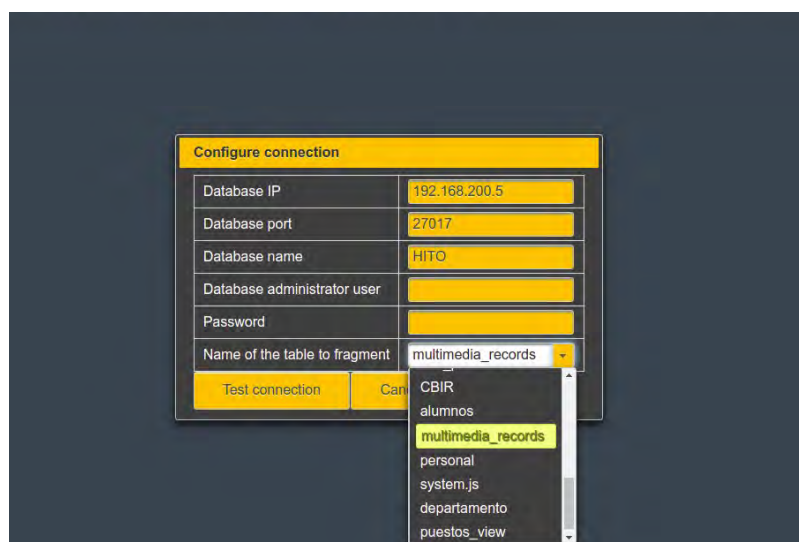 Configure connection
Database IP 192.168.200.5
Database port 27017
Database name HITO
Database administrator user
Password
Name of the table to fragment multimedia_records
Test connection
CBIR
alumnos
multimedia_records
personal
system.js
departamento
puestos_view